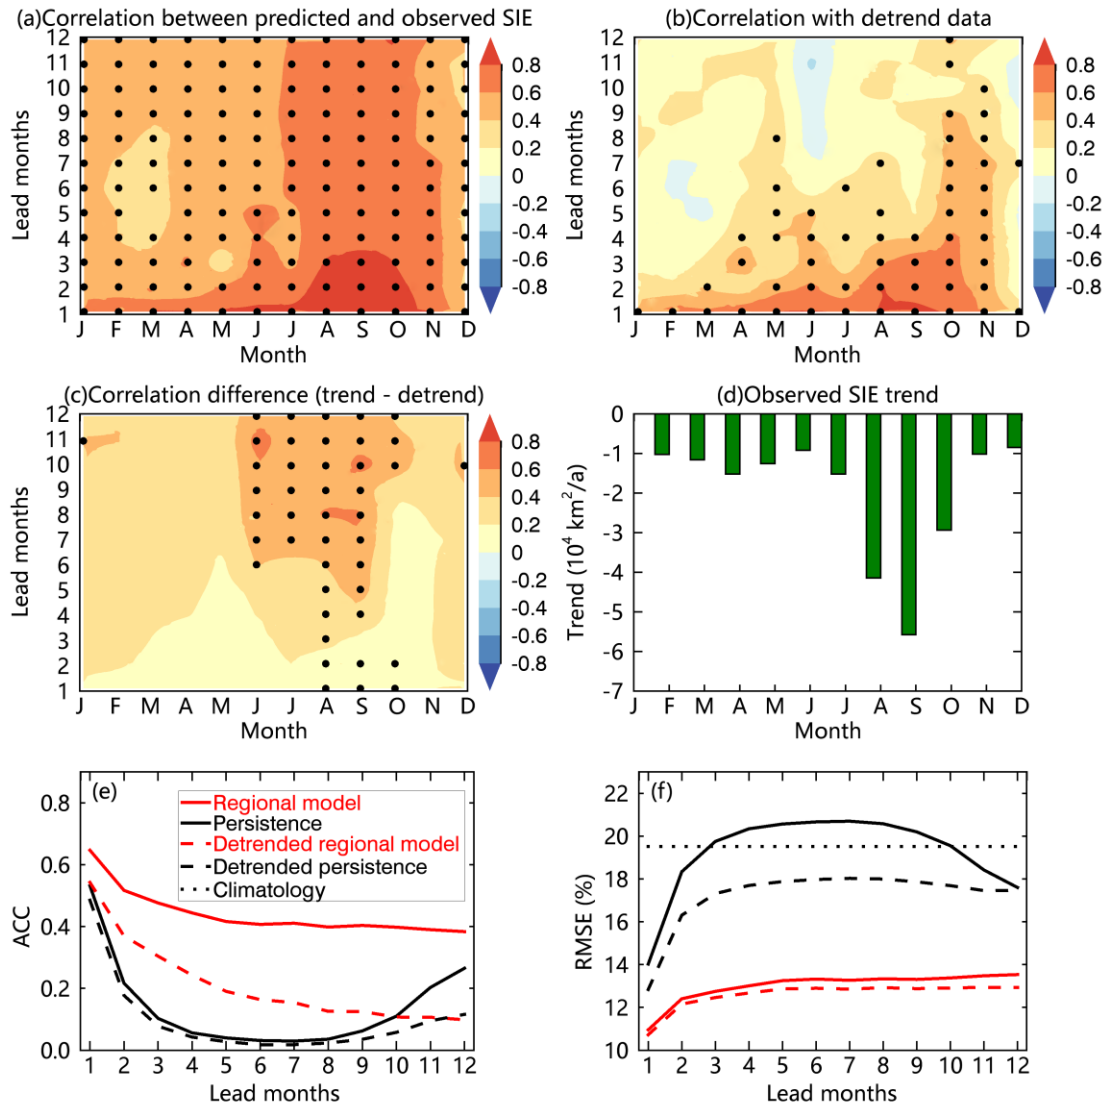 (a)Correlation between predicted and observed SIE
12
11
10
9
8
7
6
5
4
3
2
1
Lead months
J F M A M J J A S O N D
Month
0.8
0.6
0.4
0.2
0
-0.2
-0.4
-0.6
-0.8
(b)Correlation with detrend data
12
11
10
9
8
7
6
5
4
3
2
1
Lead months
J F M A M J J A S O N D
Month
0.8
0.6
0.4
0.2
0
-0.2
-0.4
-0.6
-0.8
(c)Correlation difference (trend - detrend)
12
11
10
9
8
7
6
5
4
3
2
1
Lead months
J F M A M J J A S O N D
Month
0.8
0.6
0.4
0.2
0
-0.2
-0.4
-0.6
-0.8
(d)Observed SIE trend
0
-1
-2
-3
-4
-5
-6
-7
Trend (10⁴ km²/a)
J F M A M J J A S O N D
Month
(e)
0.8
0.6
0.4
0.2
0.0
ACC
Regional model
Persistence
Detrended regional model
Detrended persistence
Climatology
1 2 3 4 5 6 7 8 9 10 11 12
Lead months
(f)
22
20
18
16
14
12
10
RMSE (%)
1 2 3 4 5 6 7 8 9 10 11 12
Lead months